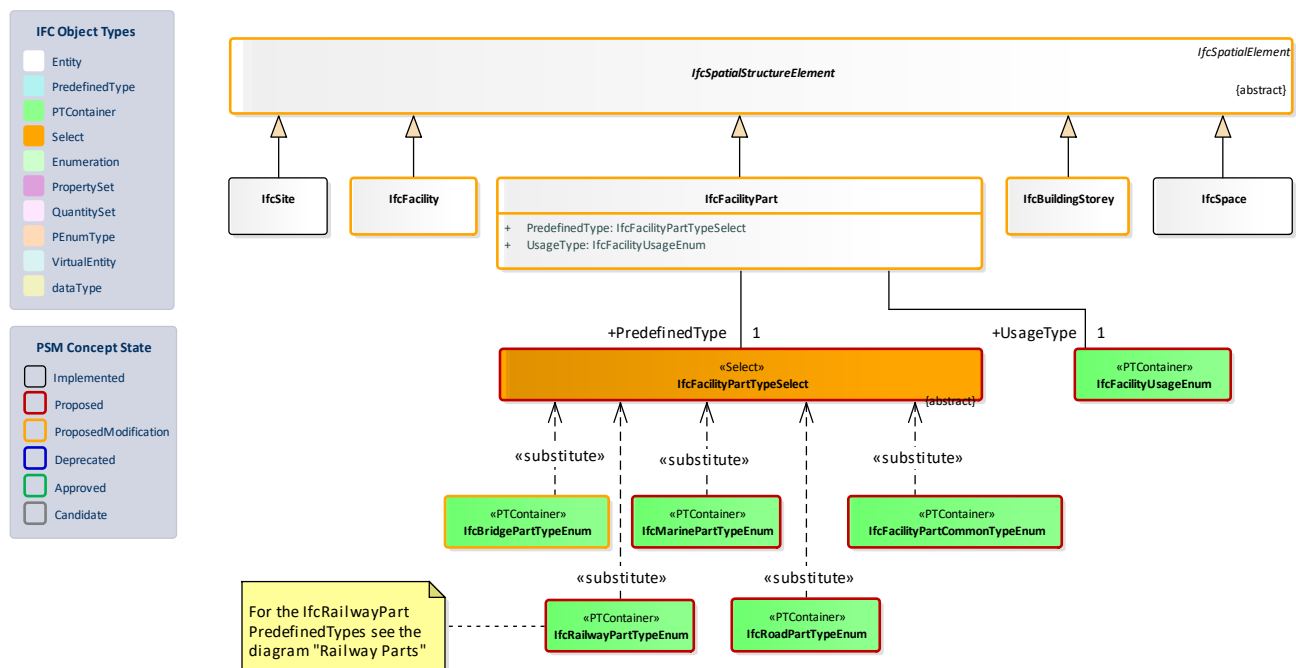 IFC Object Types
Entity
PredefinedType
PTContainer
Select
Enumeration
PropertySet
QuantitySet
PEnumType
VirtualEntity
dataType
PSM Concept State
Implemented
Proposed
ProposedModification
Deprecated
Approved
Candidate
IfcSpatialElement
IfcSpatialStructureElement
{abstract}
IfcSite
IfcFacility
IfcFacilityPart
+ PredefinedType: IfcFacilityPartTypeSelect
+ UsageType: IfcFacilityUsageEnum
IfcBuildingStorey
IfcSpace
+PredefinedType 1
+UsageType 1
«Select»
IfcFacilityPartTypeSelect
{abstract}
«PTContainer»
IfcFacilityUsageEnum
«substitute»
«substitute»
«substitute»
«PTContainer»
IfcBridgePartTypeEnum
«PTContainer»
IfcMarinePartTypeEnum
«PTContainer»
IfcFacilityPartCommonTypeEnum
«substitute»
«substitute»
For the IfcRailwayPart
PredefinedTypes see the
diagram "Railway Parts"
«PTContainer»
IfcRailwayPartTypeEnum
«PTContainer»
IfcRoadPartTypeEnum